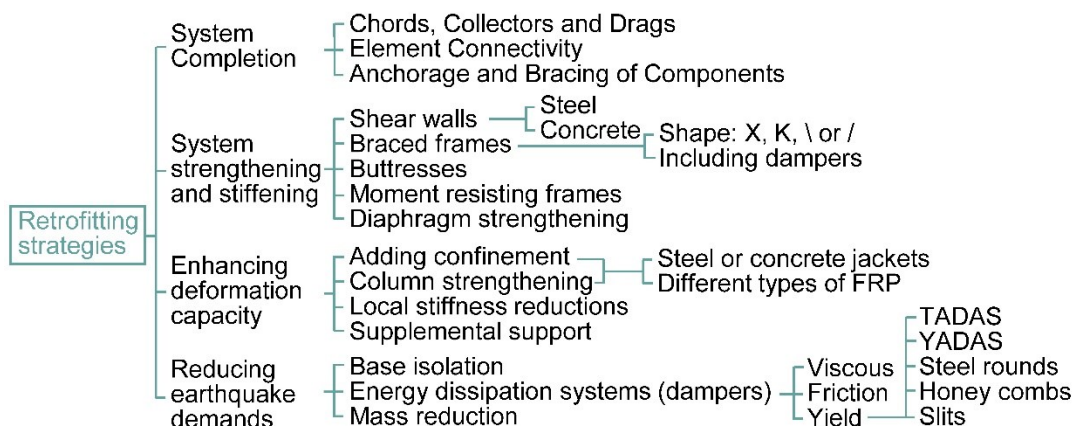 Retrofitting
strategies
System
Completion
Chords, Collectors and Drags
Element Connectivity
Anchorage and Bracing of Components
System
strengthening
and stiffening
Shear walls
Steel
Concrete
Braced frames
Shape: X, K, \ or /
Including dampers
Buttresses
Moment resisting frames
Diaphragm strengthening
Enhancing
deformation
capacity
Adding confinement
Column strengthening
Steel or concrete jackets
Different types of FRP
Local stiffness reductions
Supplemental support
Reducing
earthquake
demands
Base isolation
Energy dissipation systems (dampers)
Viscous
Friction
Yield
TADAS
YADAS
Steel rounds
Honey combs
Slits
Mass reduction